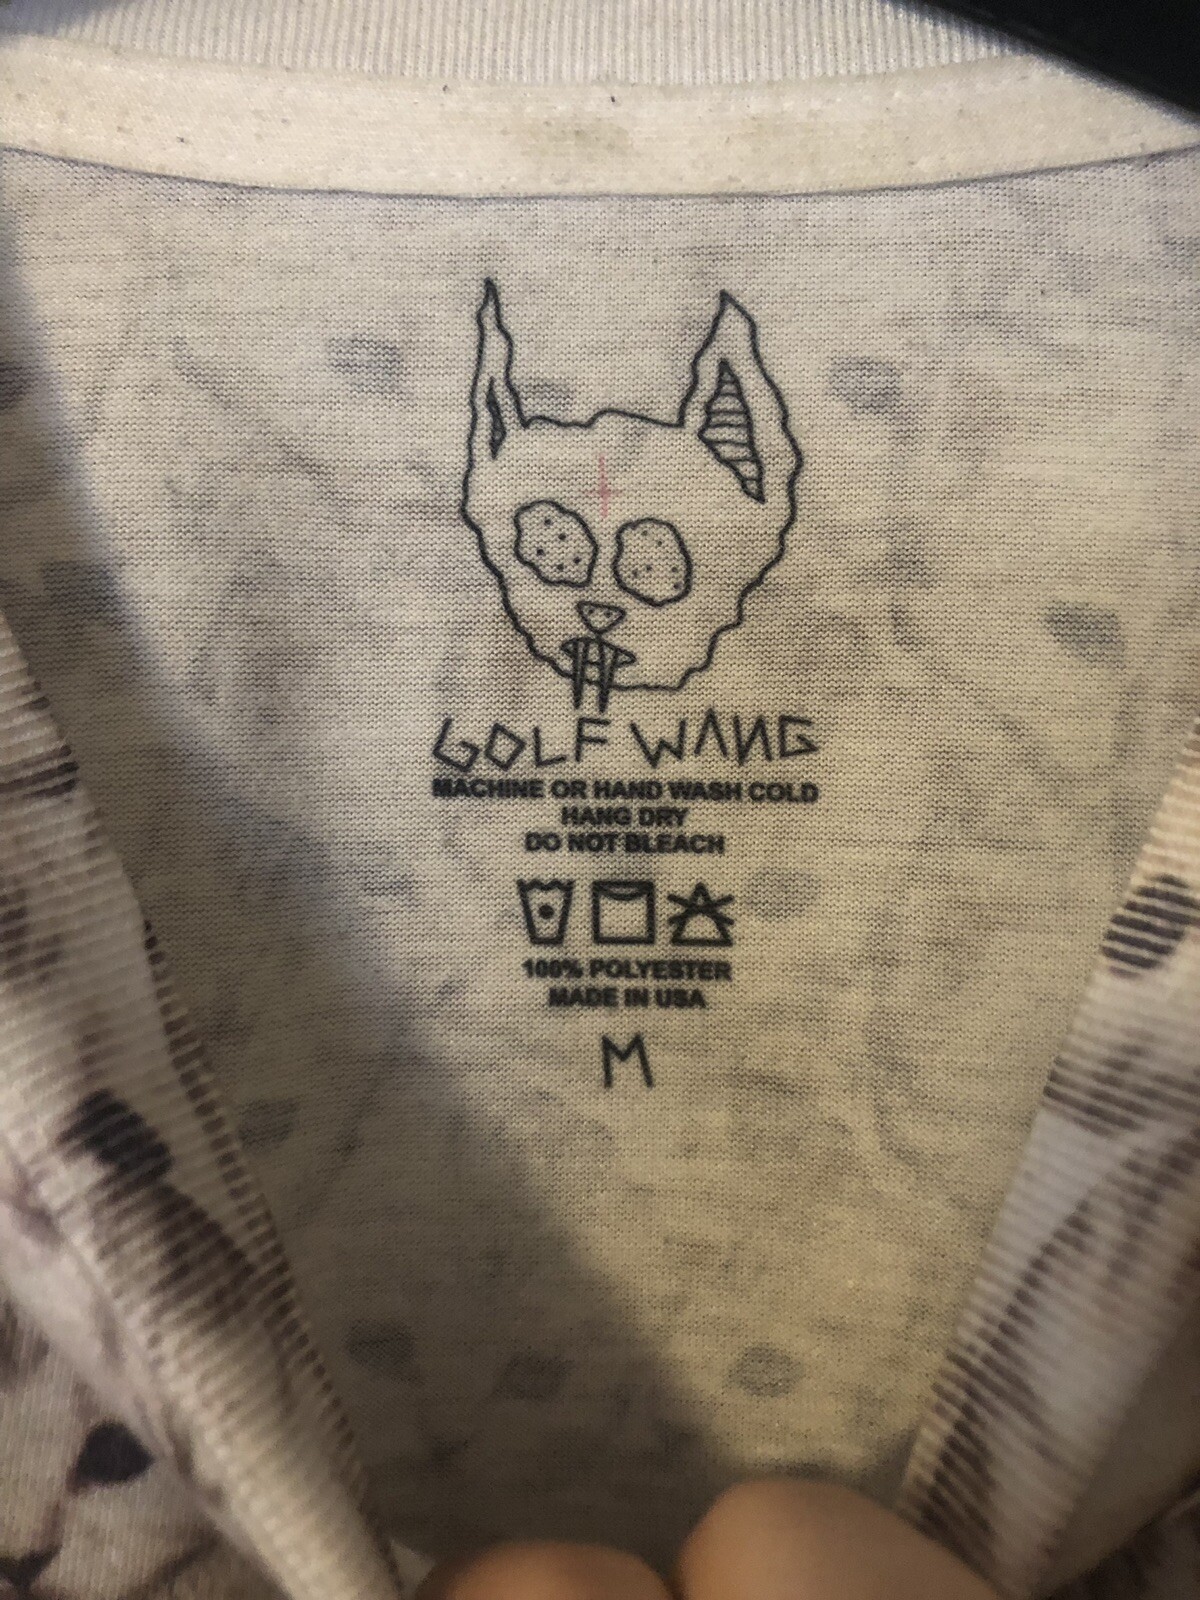 GOLF WANG
MACHINE OR HAND WASH COLD
HANG DRY
DO NOT BLEACH
100% POLYESTER
MADE IN USA
M